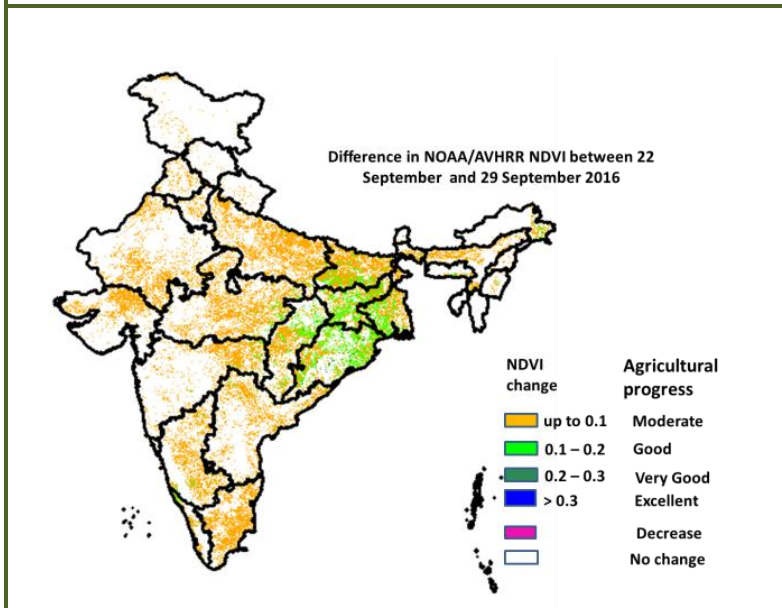 Difference in NOAA/AVHRR NDVI between 22
September and 29 September 2016
NDVI
change
Agricultural
progress
up to 0.1 Moderate
0.1 – 0.2 Good
0.2 – 0.3 Very Good
> 0.3 Excellent
Decrease
No change